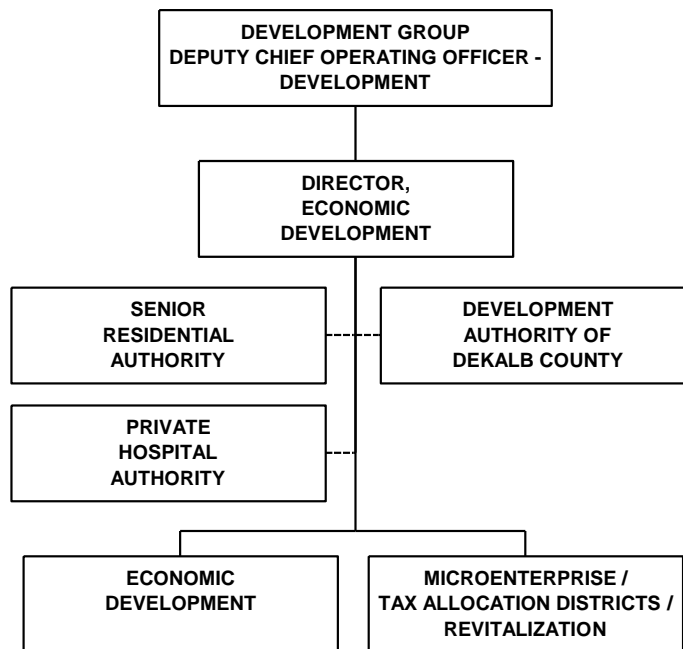 DEVELOPMENT GROUP
DEPUTY CHIEF OPERATING OFFICER -
DEVELOPMENT
DIRECTOR,
ECONOMIC
DEVELOPMENT
SENIOR
RESIDENTIAL
AUTHORITY
DEVELOPMENT
AUTHORITY OF
DEKALB COUNTY
PRIVATE
HOSPITAL
AUTHORITY
ECONOMIC
DEVELOPMENT
MICROENTERPRISE /
TAX ALLOCATION DISTRICTS /
REVITALIZATION